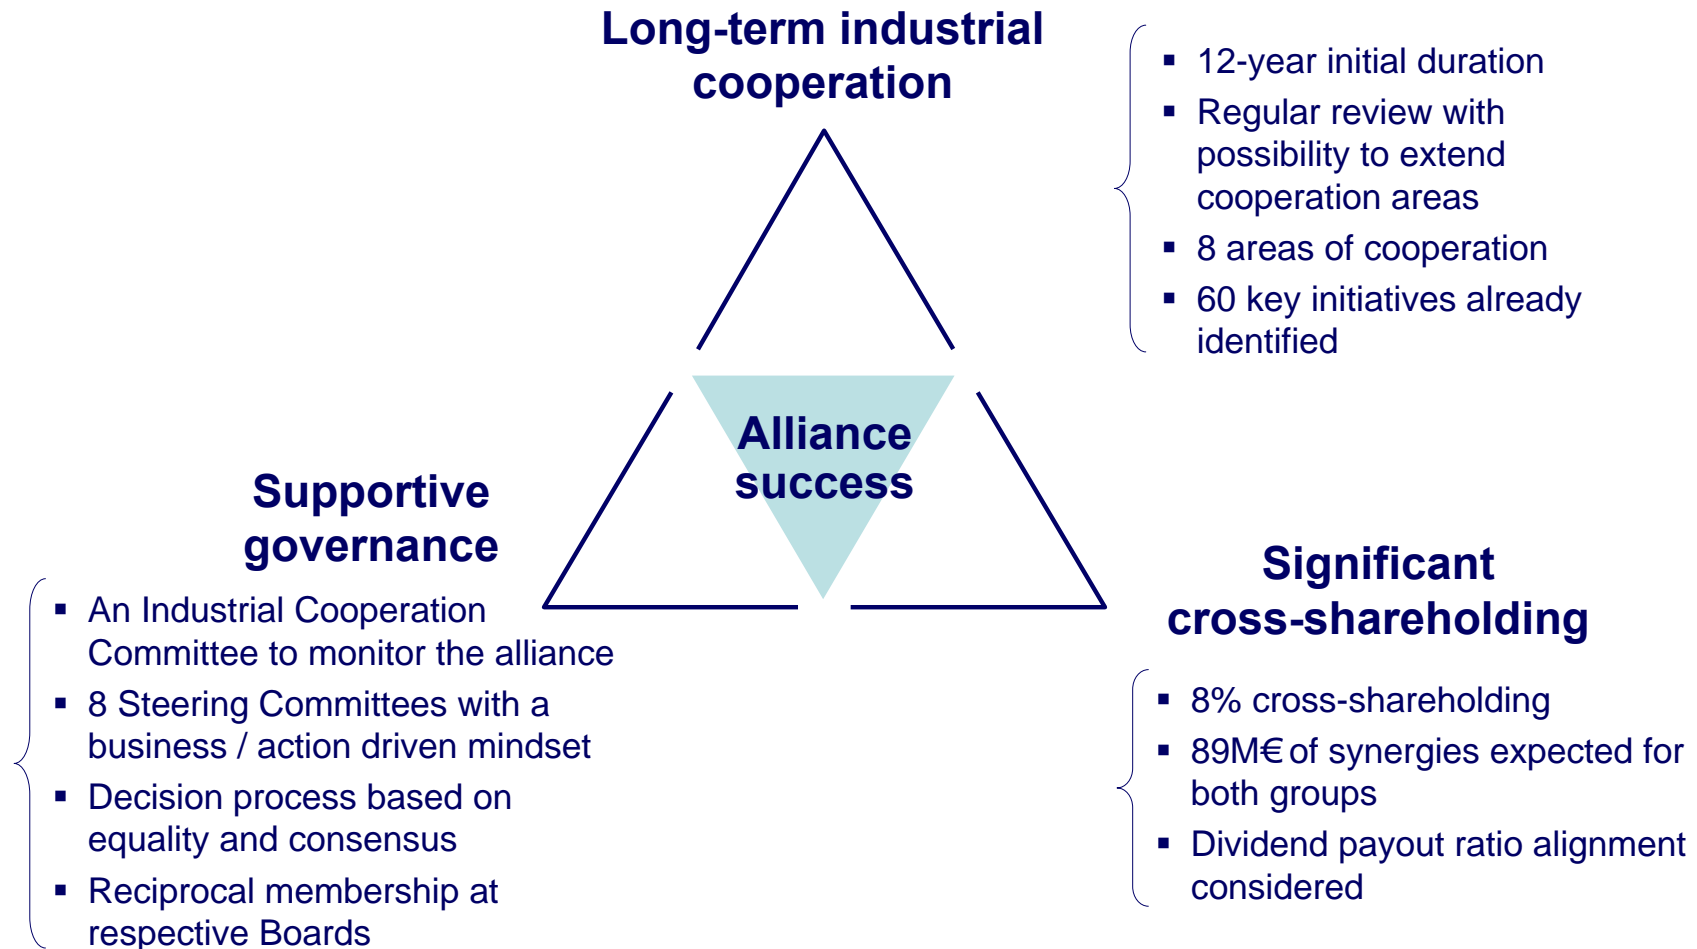 Long-term industrial
cooperation
▪ 12-year initial duration
▪ Regular review with
possibility to extend
cooperation areas
▪ 8 areas of cooperation
▪ 60 key initiatives already
identified
Alliance
success
Supportive
governance
▪ An Industrial Cooperation
Committee to monitor the alliance
▪ 8 Steering Committees with a
business / action driven mindset
▪ Decision process based on
equality and consensus
▪ Reciprocal membership at
respective Boards
Significant
cross-shareholding
▪ 8% cross-shareholding
▪ 89M€ of synergies expected for
both groups
▪ Dividend payout ratio alignment
considered